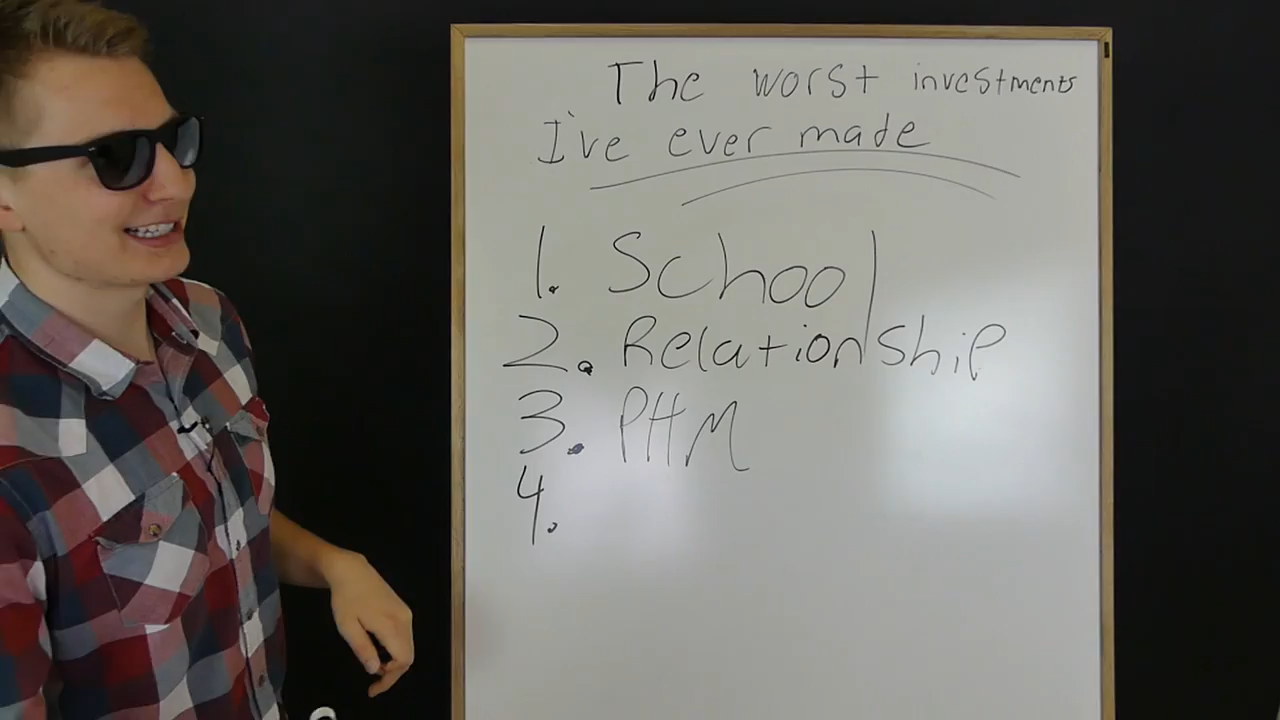 The worst investments
I've ever made
1. School
2. Relationship
3. PHM
4.